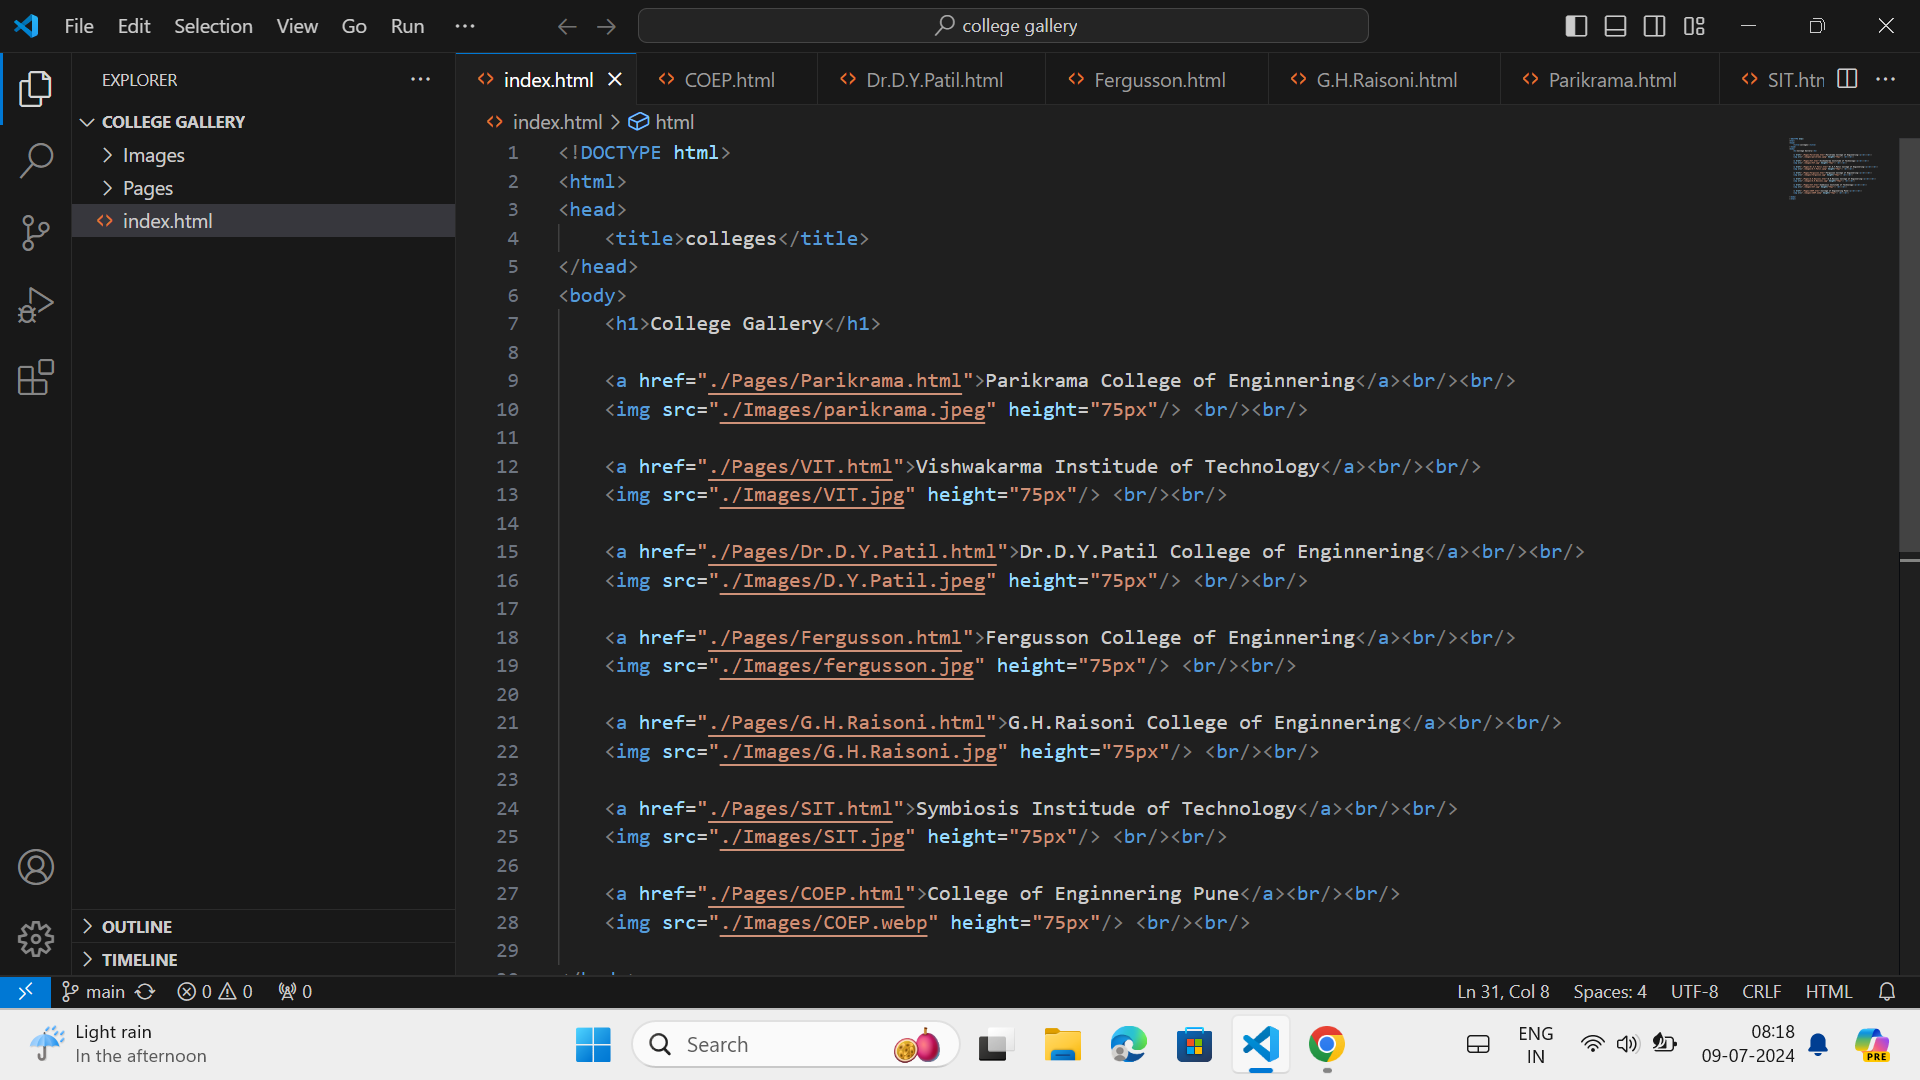 File Edit Selection View Go Run ··· college gallery
EXPLORER
COLLEGE GALLERY
Images
Pages
index.html
OUTLINE
TIMELINE
index.html COEP.html Dr.D.Y.Patil.html Fergusson.html G.H.Raisoni.html Parikrama.html SIT.htm
index.html > html
1 <!DOCTYPE html>
2 <html>
3 <head>
4 <title>colleges</title>
5 </head>
6 <body>
7 <h1>College Gallery</h1>
8
9 <a href="./Pages/Parikrama.html">Parikrama College of Enginnering</a><br/><br/>
10 <img src="./Images/parikrama.jpeg" height="75px"/> <br/><br/>
11
12 <a href="./Pages/VIT.html">Vishwakarma Institude of Technology</a><br/><br/>
13 <img src="./Images/VIT.jpg" height="75px"/> <br/><br/>
14
15 <a href="./Pages/Dr.D.Y.Patil.html">Dr.D.Y.Patil College of Enginnering</a><br/><br/>
16 <img src="./Images/D.Y.Patil.jpeg" height="75px"/> <br/><br/>
17
18 <a href="./Pages/Fergusson.html">Fergusson College of Enginnering</a><br/><br/>
19 <img src="./Images/fergusson.jpg" height="75px"/> <br/><br/>
20
21 <a href="./Pages/G.H.Raisoni.html">G.H.Raisoni College of Enginnering</a><br/><br/>
22 <img src="./Images/G.H.Raisoni.jpg" height="75px"/> <br/><br/>
23
24 <a href="./Pages/SIT.html">Symbiosis Institude of Technology</a><br/><br/>
25 <img src="./Images/SIT.jpg" height="75px"/> <br/><br/>
26
27 <a href="./Pages/COEP.html">College of Enginnering Pune</a><br/><br/>
28 <img src="./Images/COEP.webp" height="75px"/> <br/><br/>
29
main 0 0 0 Ln 31, Col 8 Spaces: 4 UTF-8 CRLF HTML
Light rain
In the afternoon
Search
ENG
IN
08:18
09-07-2024
PRE